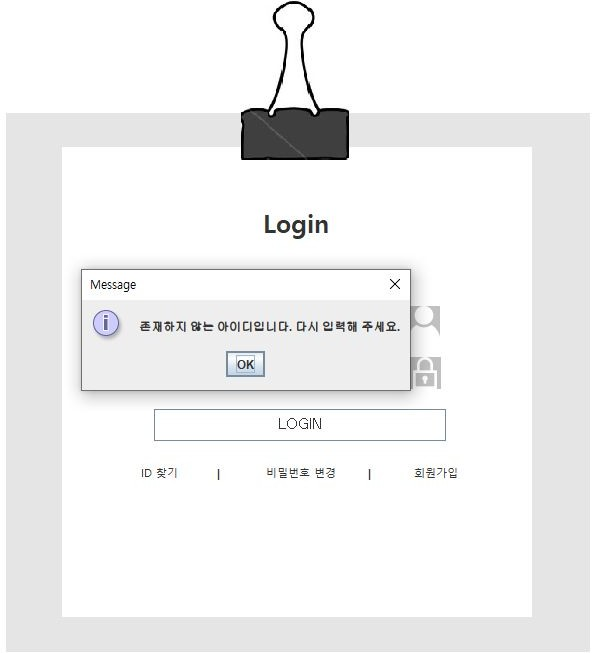 Login
Message
존재하지 않는 아이디입니다. 다시 입력해 주세요.
OK
LOGIN
ID 찾기 | 비밀번호 변경 | 회원가입